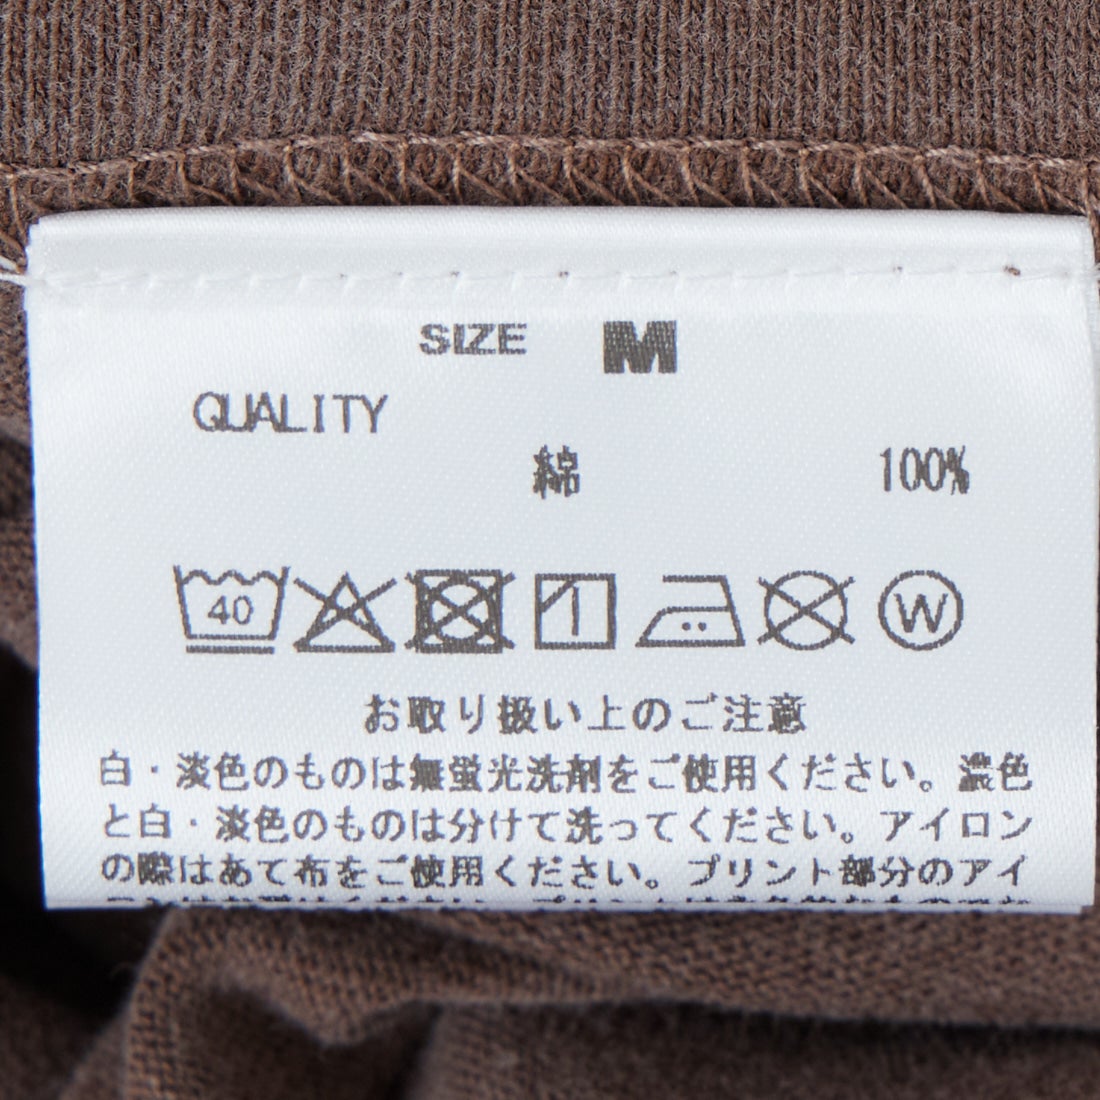 SIZE M
QUALITY
綿 100%
40
W
お取り扱い上のご注意
白・淡色のものは無蛍光洗剤をご使用ください。濃色
と白・淡色のものは分けて洗ってください。アイロン
の際はあて布をご使用ください。プリント部分のアイ